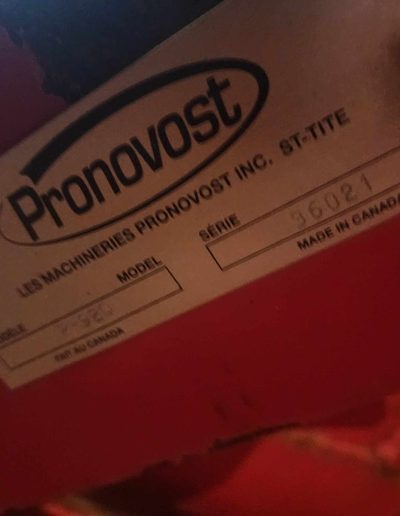 Pronovost
LES MACHINERIES PRONOVOST INC. ST-TITE
MODEL
SÉRIE
96021
FAIT AU CANADA
MADE IN CANADA